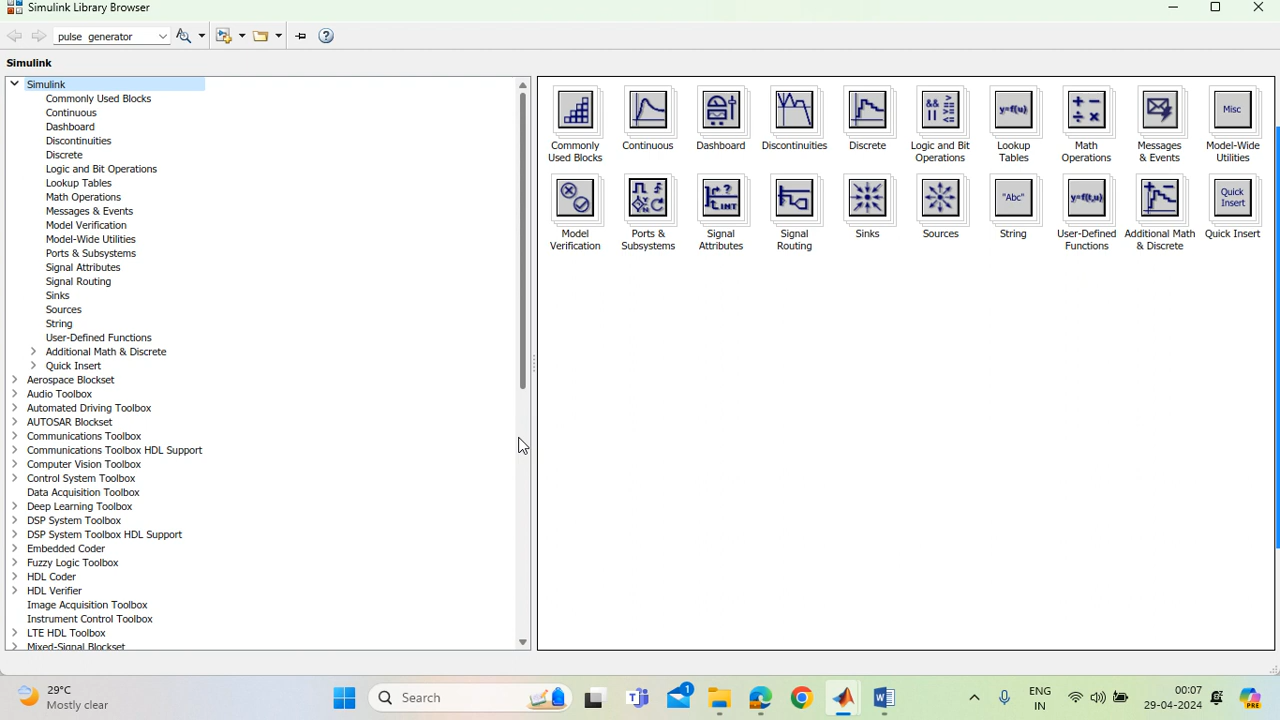 Simulink Library Browser
pulse generator
Simulink
Simulink
Commonly Used Blocks
Continuous
Dashboard
Discontinuities
Discrete
Logic and Bit Operations
Lookup Tables
Math Operations
Messages & Events
Model Verification
Model-Wide Utilities
Ports & Subsystems
Signal Attributes
Signal Routing
Sinks
Sources
String
User-Defined Functions
Additional Math & Discrete
Quick Insert
Aerospace Blockset
Audio Toolbox
Automated Driving Toolbox
AUTOSAR Blockset
Communications Toolbox
Communications Toolbox HDL Support
Computer Vision Toolbox
Control System Toolbox
Data Acquisition Toolbox
Deep Learning Toolbox
DSP System Toolbox
DSP System Toolbox HDL Support
Embedded Coder
Fuzzy Logic Toolbox
HDL Coder
HDL Verifier
Image Acquisition Toolbox
Instrument Control Toolbox
LTE HDL Toolbox
Mixed-Signal Blockset
&& > || >= <=
y=f(u)
+ - ÷ ×
Misc
Commonly Used Blocks
Continuous
Dashboard
Discontinuities
Discrete
Logic and Bit Operations
Lookup Tables
Math Operations
Messages & Events
Model-Wide Utilities
? INT
"Abc"
y=f(t,u)
Quick Insert
Model Verification
Ports & Subsystems
Signal Attributes
Signal Routing
Sinks
Sources
String
User-Defined Functions
Additional Math & Discrete
Quick Insert
29°C
Mostly clear
Search
1
ENG
IN
00:07
29-04-2024
PRE